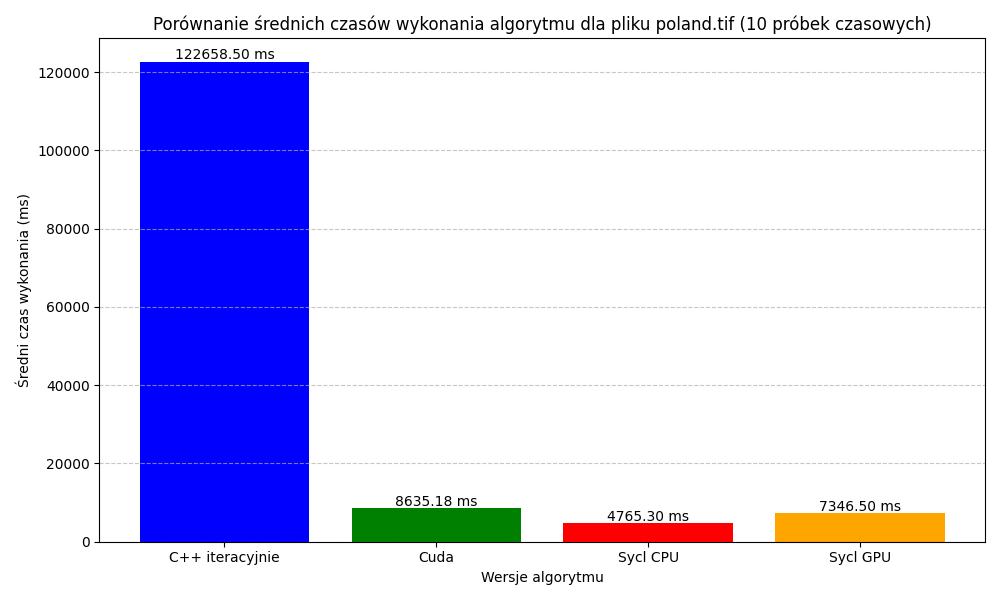 Porównanie średnich czasów wykonania algorytmu dla pliku poland.tif (10 próbek czasowych)
122658.50 ms
8635.18 ms
4765.30 ms
7346.50 ms
120000
100000
80000
60000
40000
20000
0
Średni czas wykonania (ms)
C++ iteracyjnie
Cuda
Sycl CPU
Sycl GPU
Wersje algorytmu